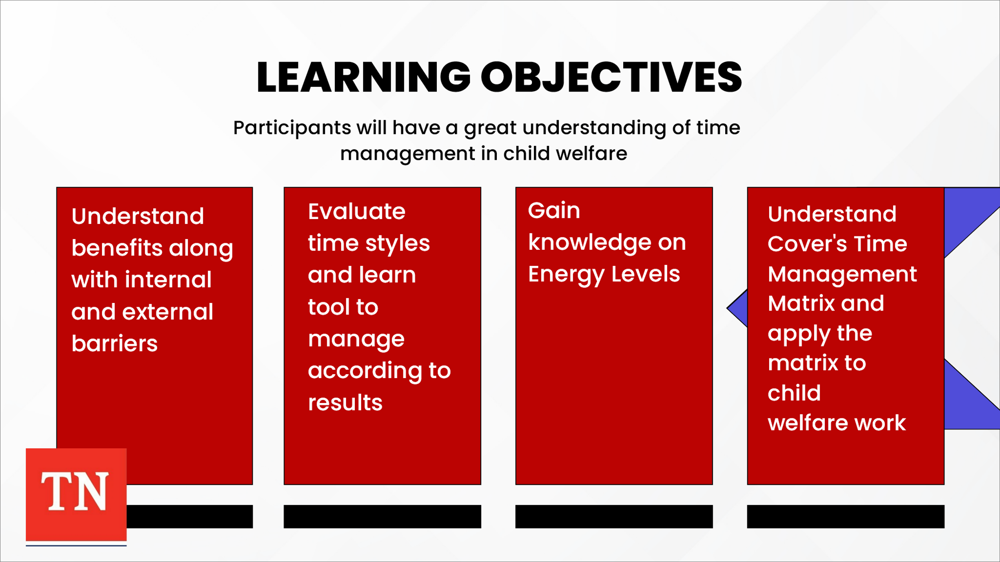 LEARNING OBJECTIVES
Participants will have a great understanding of time
management in child welfare
Understand
benefits along
with internal
and external
barriers
Evaluate
time styles
and learn
tool to
manage
according to
results
Gain
knowledge on
Energy Levels
Understand
Cover's Time
Management
Matrix and
apply the
matrix to
child
welfare work
TN